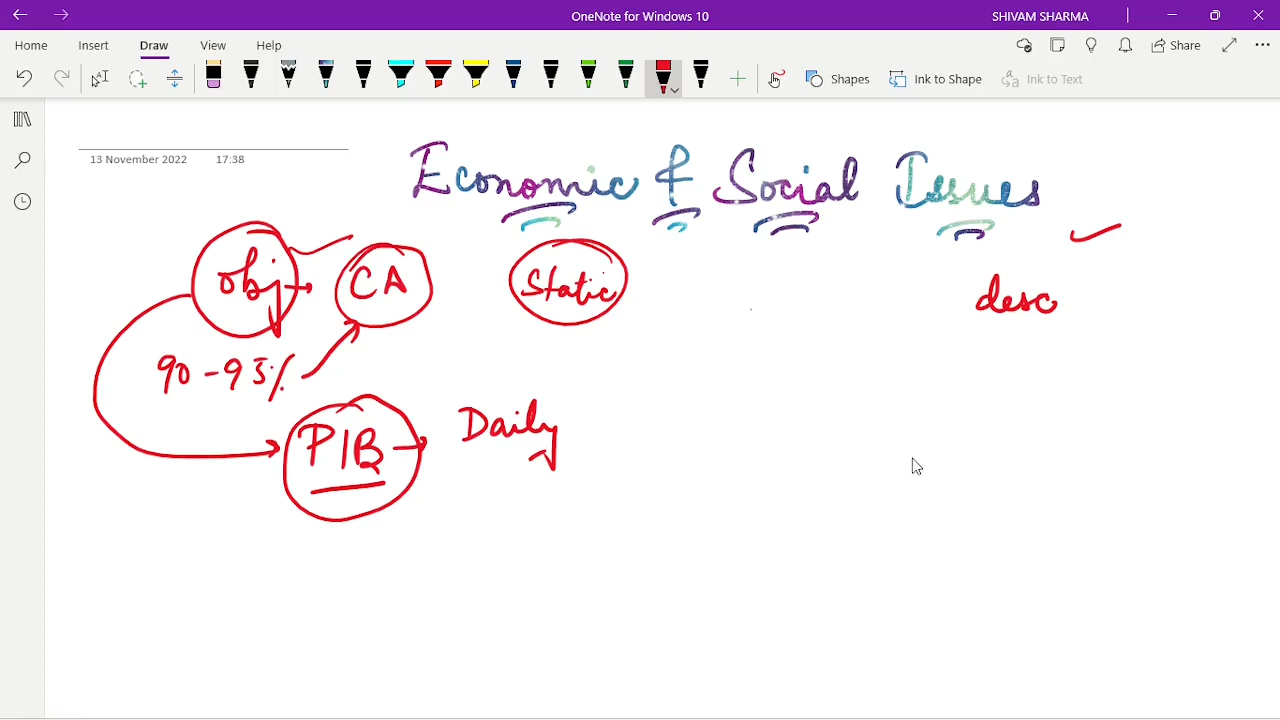 OneNote for Windows 10
SHIVAM SHARMA
Home Insert Draw View Help
Share
Shapes Ink to Shape Ink to Text
13 November 2022 17:38
Economic & Social Issues
Obj CA Static desc
90-95%
PIB Daily